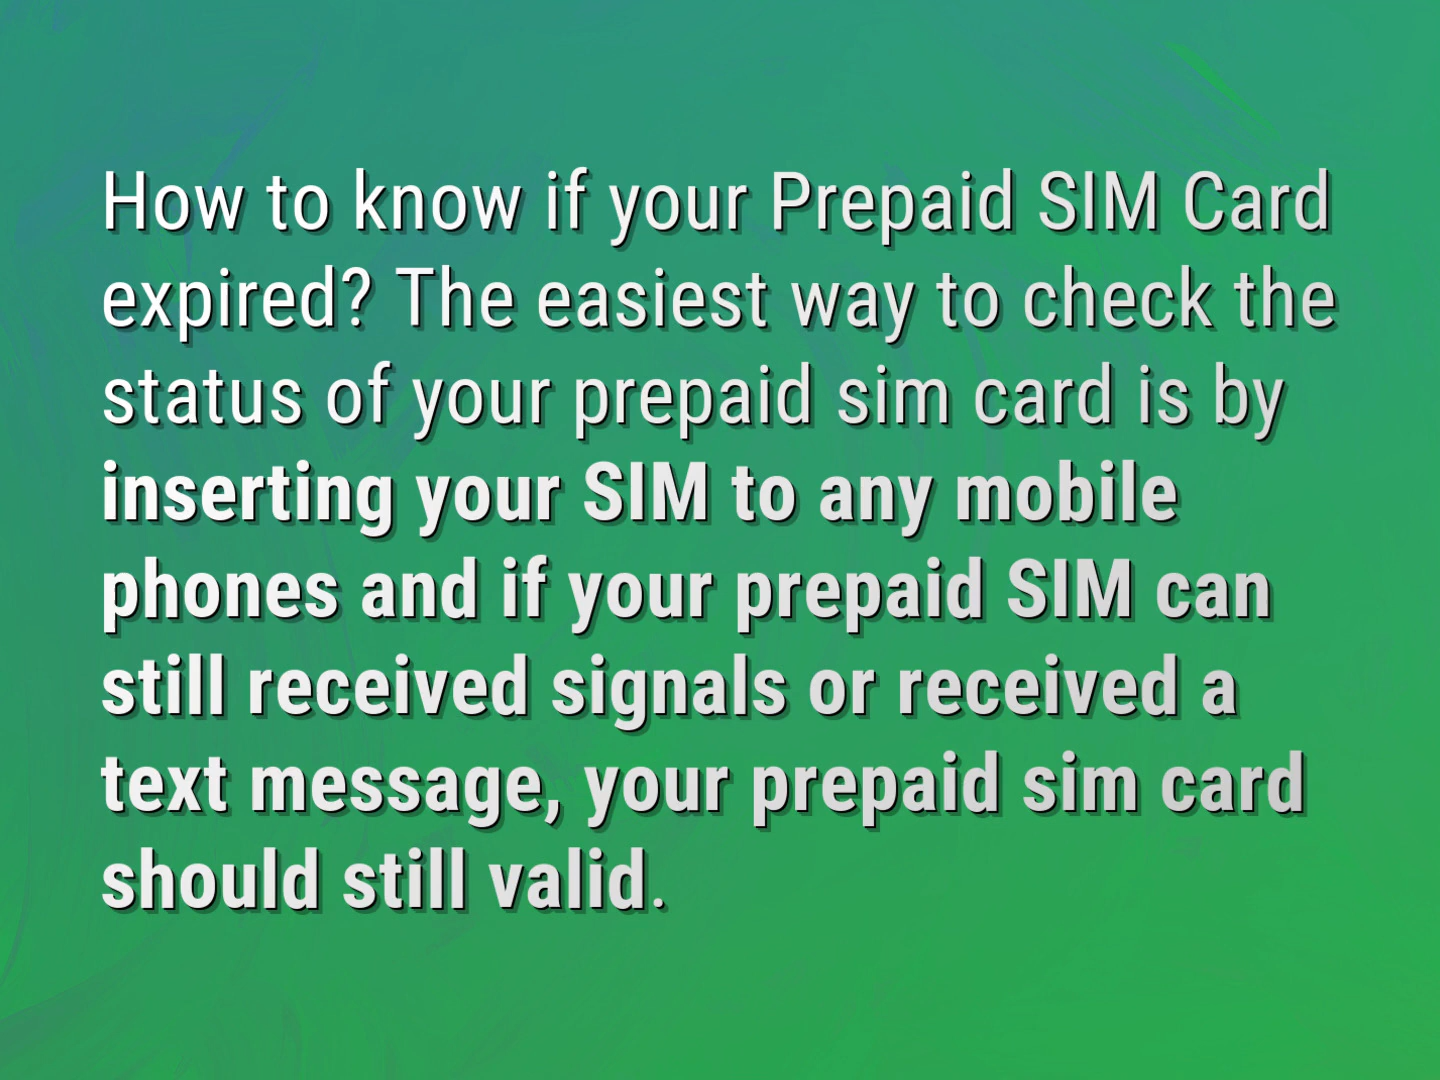 How to know if your Prepaid SIM Card
expired? The easiest way to check the
status of your prepaid sim card is by
inserting your SIM to any mobile
phones and if your prepaid SIM can
still received signals or received a
text message, your prepaid sim card
should still valid.